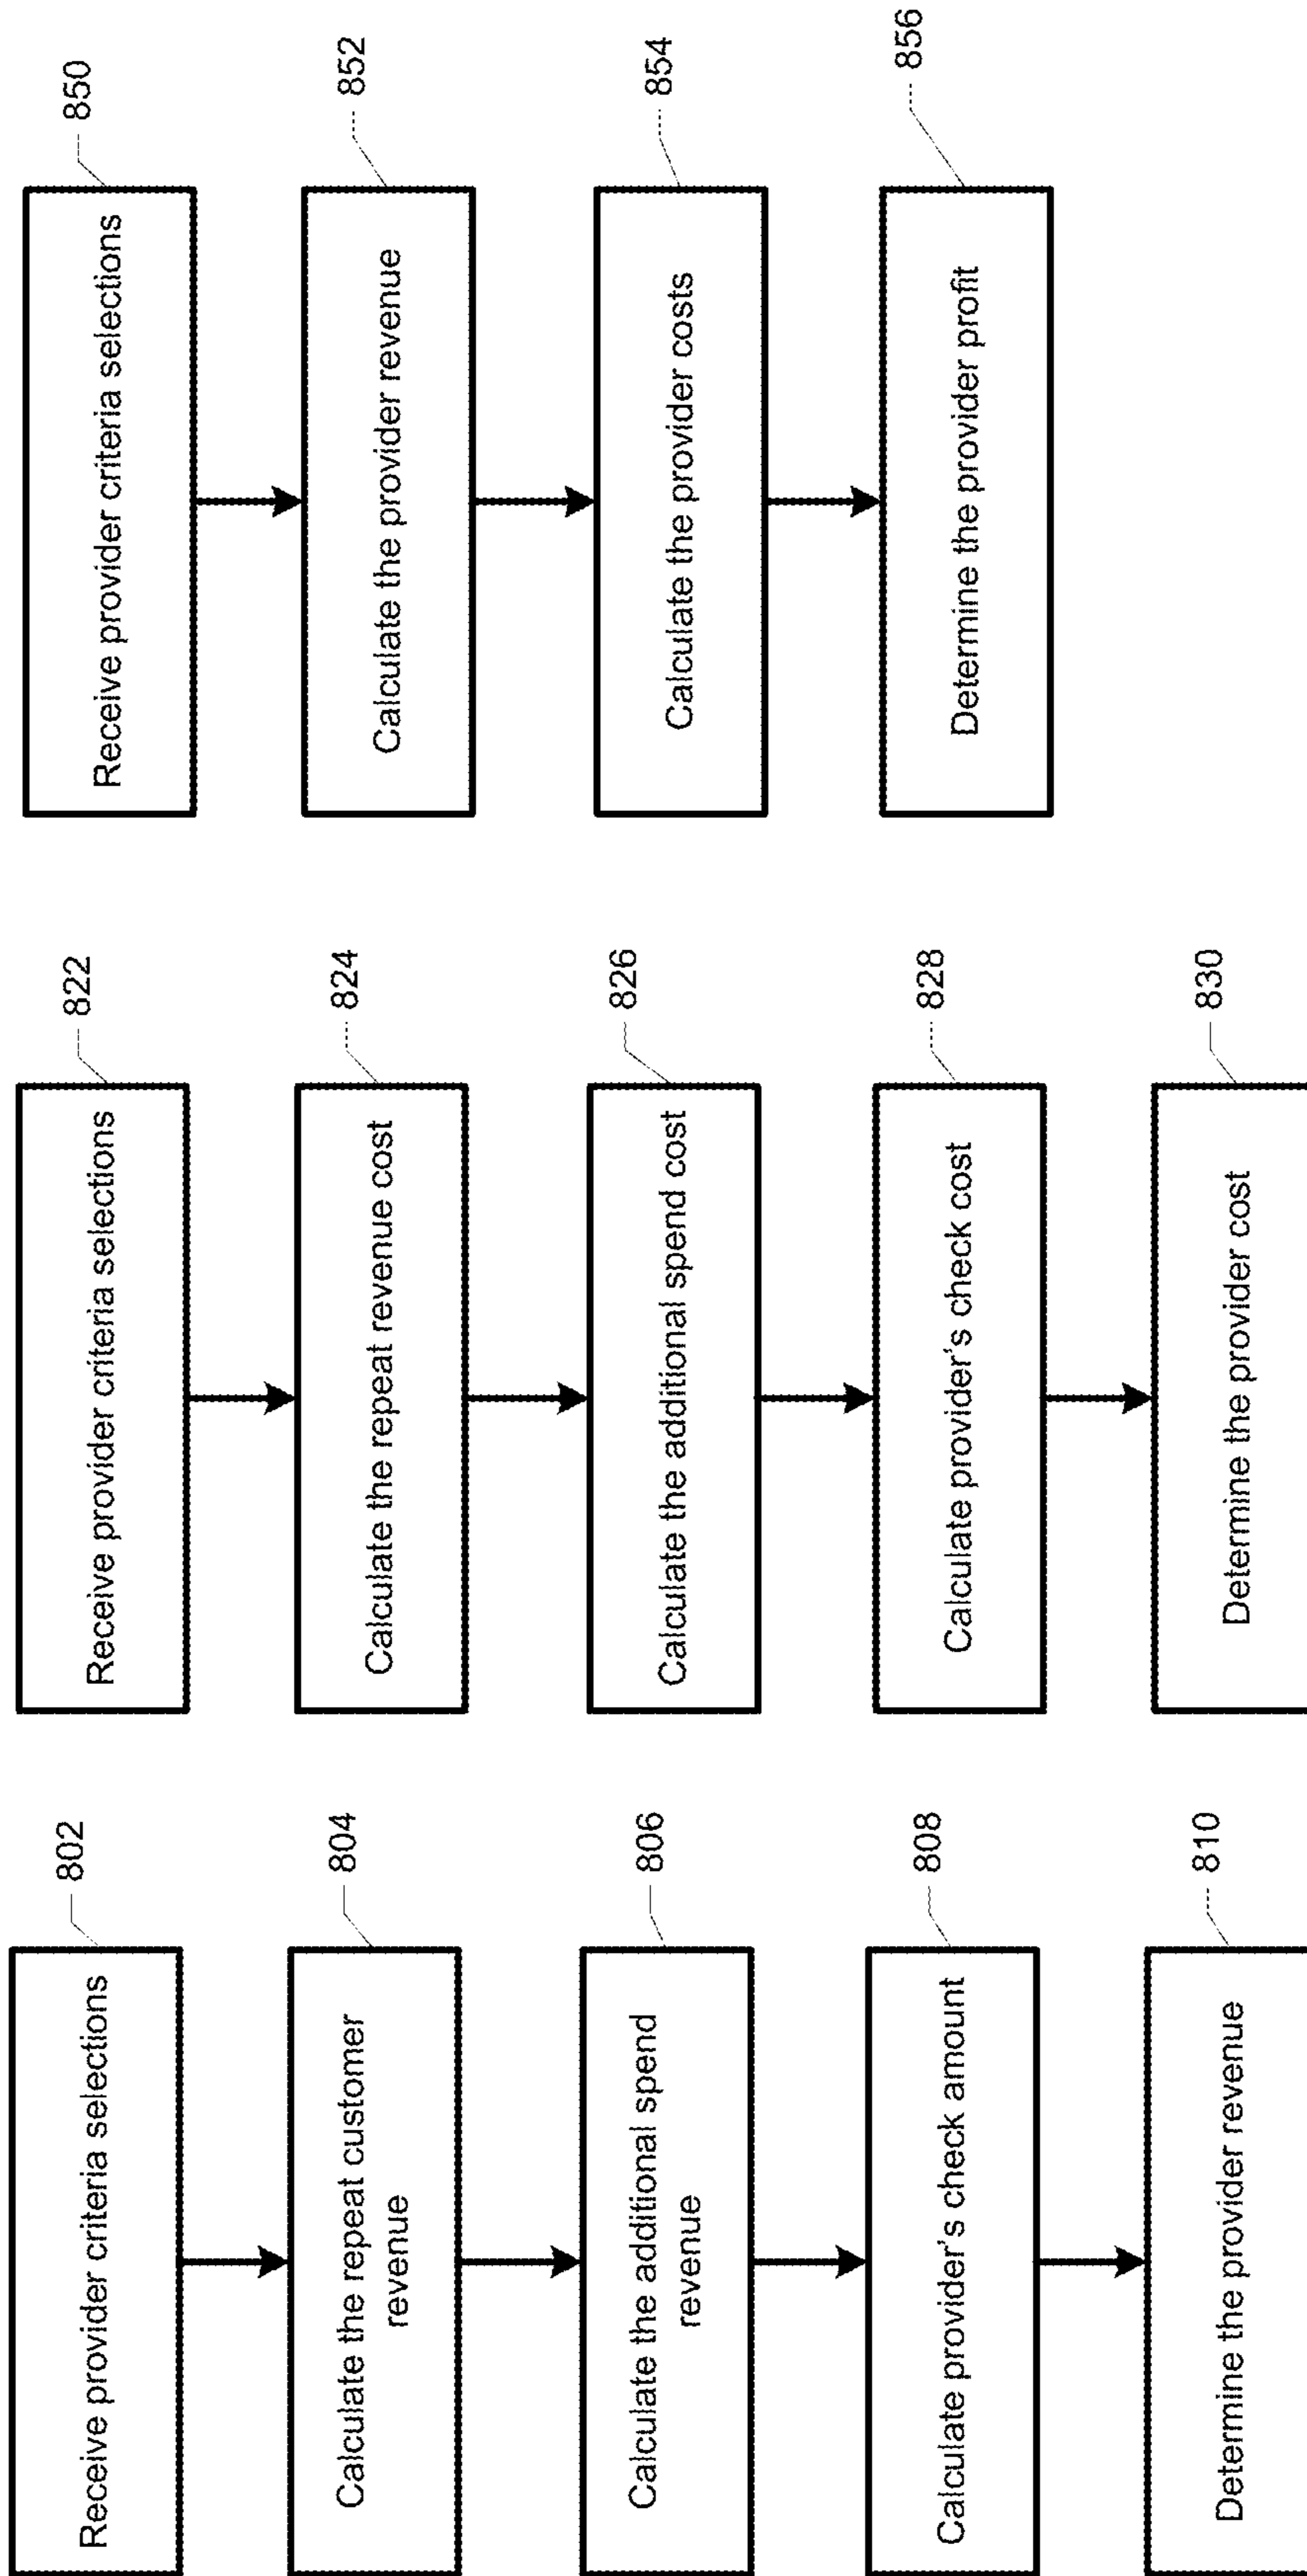 Receive provider criteria selections
802
Calculate the repeat customer
revenue
804
Calculate the additional spend
revenue
806
Calculate provider's check amount
808
Determine the provider revenue
810
Receive provider criteria selections
822
Calculate the repeat revenue cost
824
Calculate the additional spend cost
826
Calculate provider's check cost
828
Determine the provider cost
830
Receive provider criteria selections
850
Calculate the provider revenue
852
Calculate the provider costs
854
Determine the provider profit
856